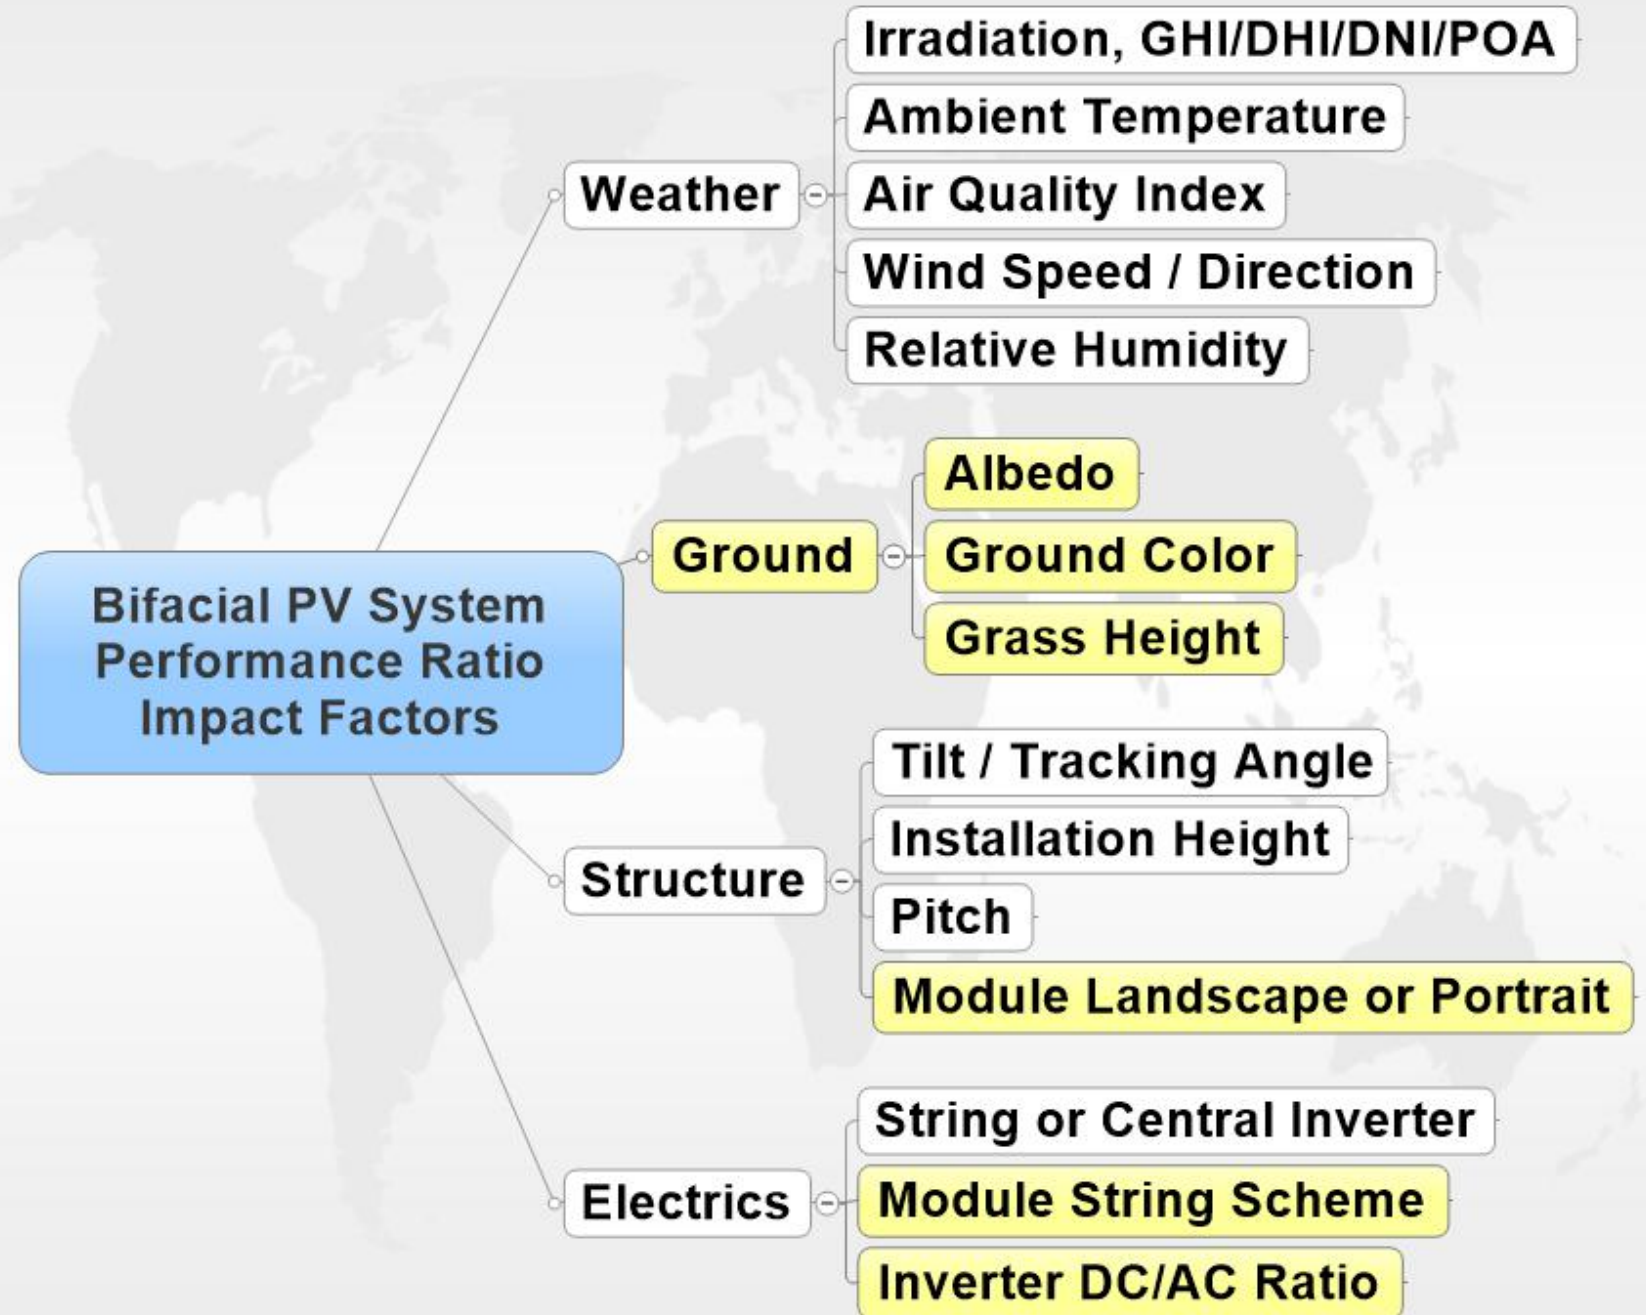 Bifacial PV System
Performance Ratio
Impact Factors
Weather
Irradiation, GHI/DHI/DNI/POA
Ambient Temperature
Air Quality Index
Wind Speed / Direction
Relative Humidity
Ground
Albedo
Ground Color
Grass Height
Structure
Tilt / Tracking Angle
Installation Height
Pitch
Module Landscape or Portrait
Electrics
String or Central Inverter
Module String Scheme
Inverter DC/AC Ratio